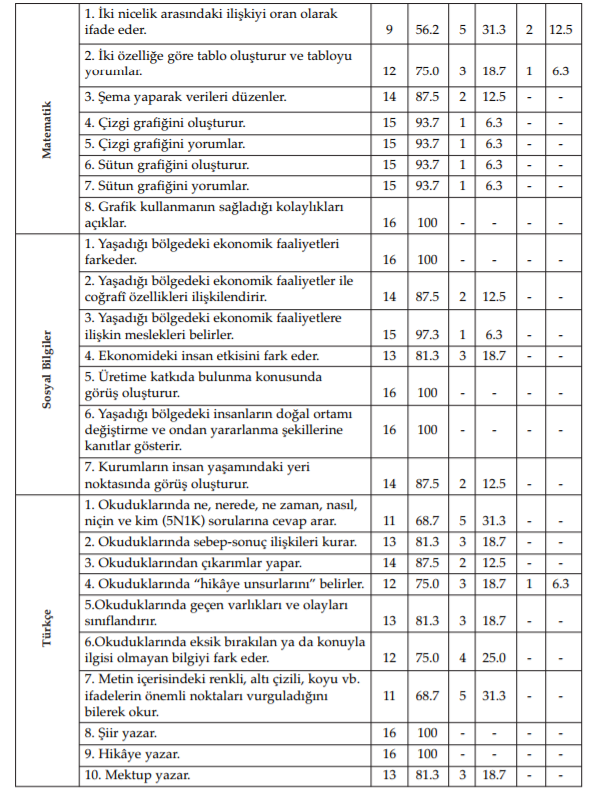 Matematik
1. İki nicelik arasındaki ilişkiyi oran olarak
ifade eder. 9 56.2 5 31.3 2 12.5
2. İki özelliğe göre tablo oluşturur ve tabloyu
yorumlar. 12 75.0 3 18.7 1 6.3
3. Şema yaparak verileri düzenler. 14 87.5 2 12.5 - -
4. Çizgi grafiğini oluşturur. 15 93.7 1 6.3 - -
5. Çizgi grafiğini yorumlar. 15 93.7 1 6.3 - -
6. Sütun grafiğini oluşturur. 15 93.7 1 6.3 - -
7. Sütun grafiğini yorumlar. 15 93.7 1 6.3 - -
8. Grafik kullanmanın sağladığı kolaylıkları
açıklar. 16 100 - - - -
Sosyal Bilgiler
1. Yaşadığı bölgedeki ekonomik faaliyetleri
farkeder. 16 100 - - - -
2. Yaşadığı bölgedeki ekonomik faaliyetler ile
coğrafî özellikleri ilişkilendirir. 14 87.5 2 12.5 - -
3. Yaşadığı bölgedeki ekonomik faaliyetlere
ilişkin meslekleri belirler. 15 97.3 1 6.3 - -
4. Ekonomideki insan etkisini fark eder. 13 81.3 3 18.7 - -
5. Üretime katkıda bulunma konusunda
görüş oluşturur. 16 100 - - - -
6. Yaşadığı bölgedeki insanların doğal ortamı
değiştirme ve ondan yararlanma şekillerine
kanıtlar gösterir. 16 100 - - - -
7. Kurumların insan yaşamındaki yeri
noktasında görüş oluşturur. 14 87.5 2 12.5 - -
Türkçe
1. Okuduklarında ne, nerede, ne zaman, nasıl,
niçin ve kim (5N1K) sorularına cevap arar. 11 68.7 5 31.3 - -
2. Okuduklarında sebep-sonuç ilişkileri kurar. 13 81.3 3 18.7 - -
3. Okuduklarından çıkarımlar yapar. 14 87.5 2 12.5 - -
4. Okuduklarında “hikâye unsurlarını” belirler. 12 75.0 3 18.7 1 6.3
5.Okuduklarında geçen varlıkları ve olayları
sınıflandırır. 13 81.3 3 18.7 - -
6.Okuduklarında eksik bırakılan ya da konuyla
ilgisi olmayan bilgiyi fark eder. 12 75.0 4 25.0 - -
7. Metin içerisindeki renkli, altı çizili, koyu vb.
ifadelerin önemli noktaları vurguladığını
bilerek okur. 11 68.7 5 31.3 - -
8. Şiir yazar. 16 100 - - - -
9. Hikâye yazar. 16 100 - - - -
10. Mektup yazar. 13 81.3 3 18.7 - -